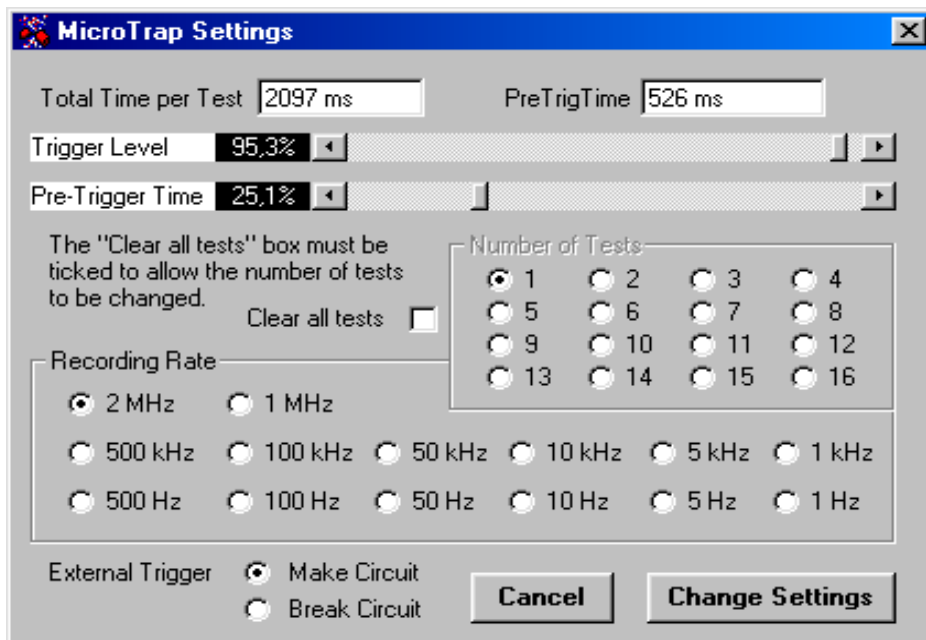 MicroTrap Settings
Total Time per Test 2097 ms PreTrigTime 526 ms
Trigger Level 95,3%
Pre-Trigger Time 25,1%
The "Clear all tests" box must be
ticked to allow the number of tests
to be changed.
Clear all tests
Number of Tests
1 2 3 4
5 6 7 8
9 10 11 12
13 14 15 16
Recording Rate
2 MHz 1 MHz
500 kHz 100 kHz 50 kHz 10 kHz 5 kHz 1 kHz
500 Hz 100 Hz 50 Hz 10 Hz 5 Hz 1 Hz
External Trigger Make Circuit
Break Circuit
Cancel Change Settings